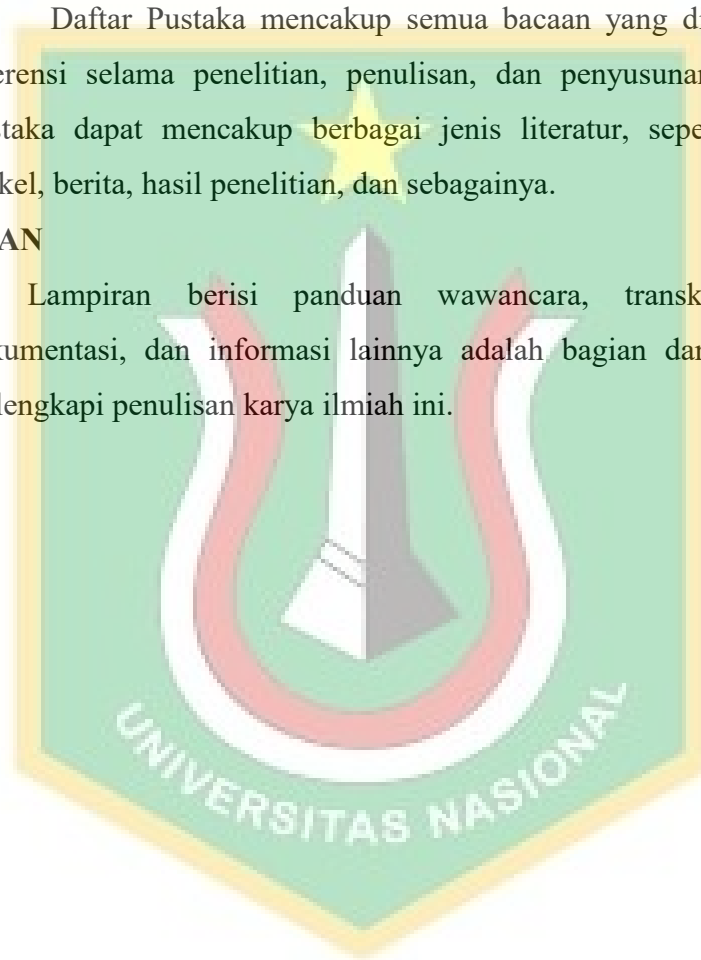 Daftar Pustaka mencakup semua bacaan yang di
erensi selama penelitian, penulisan, dan penyusunan
staka dapat mencakup berbagai jenis literatur, sepe
kel, berita, hasil penelitian, dan sebagainya.
AN
Lampiran berisi panduan wawancara, transk
kumentasi, dan informasi lainnya adalah bagian dar
lengkapi penulisan karya ilmiah ini.
UNIVERSITAS NASIONAL